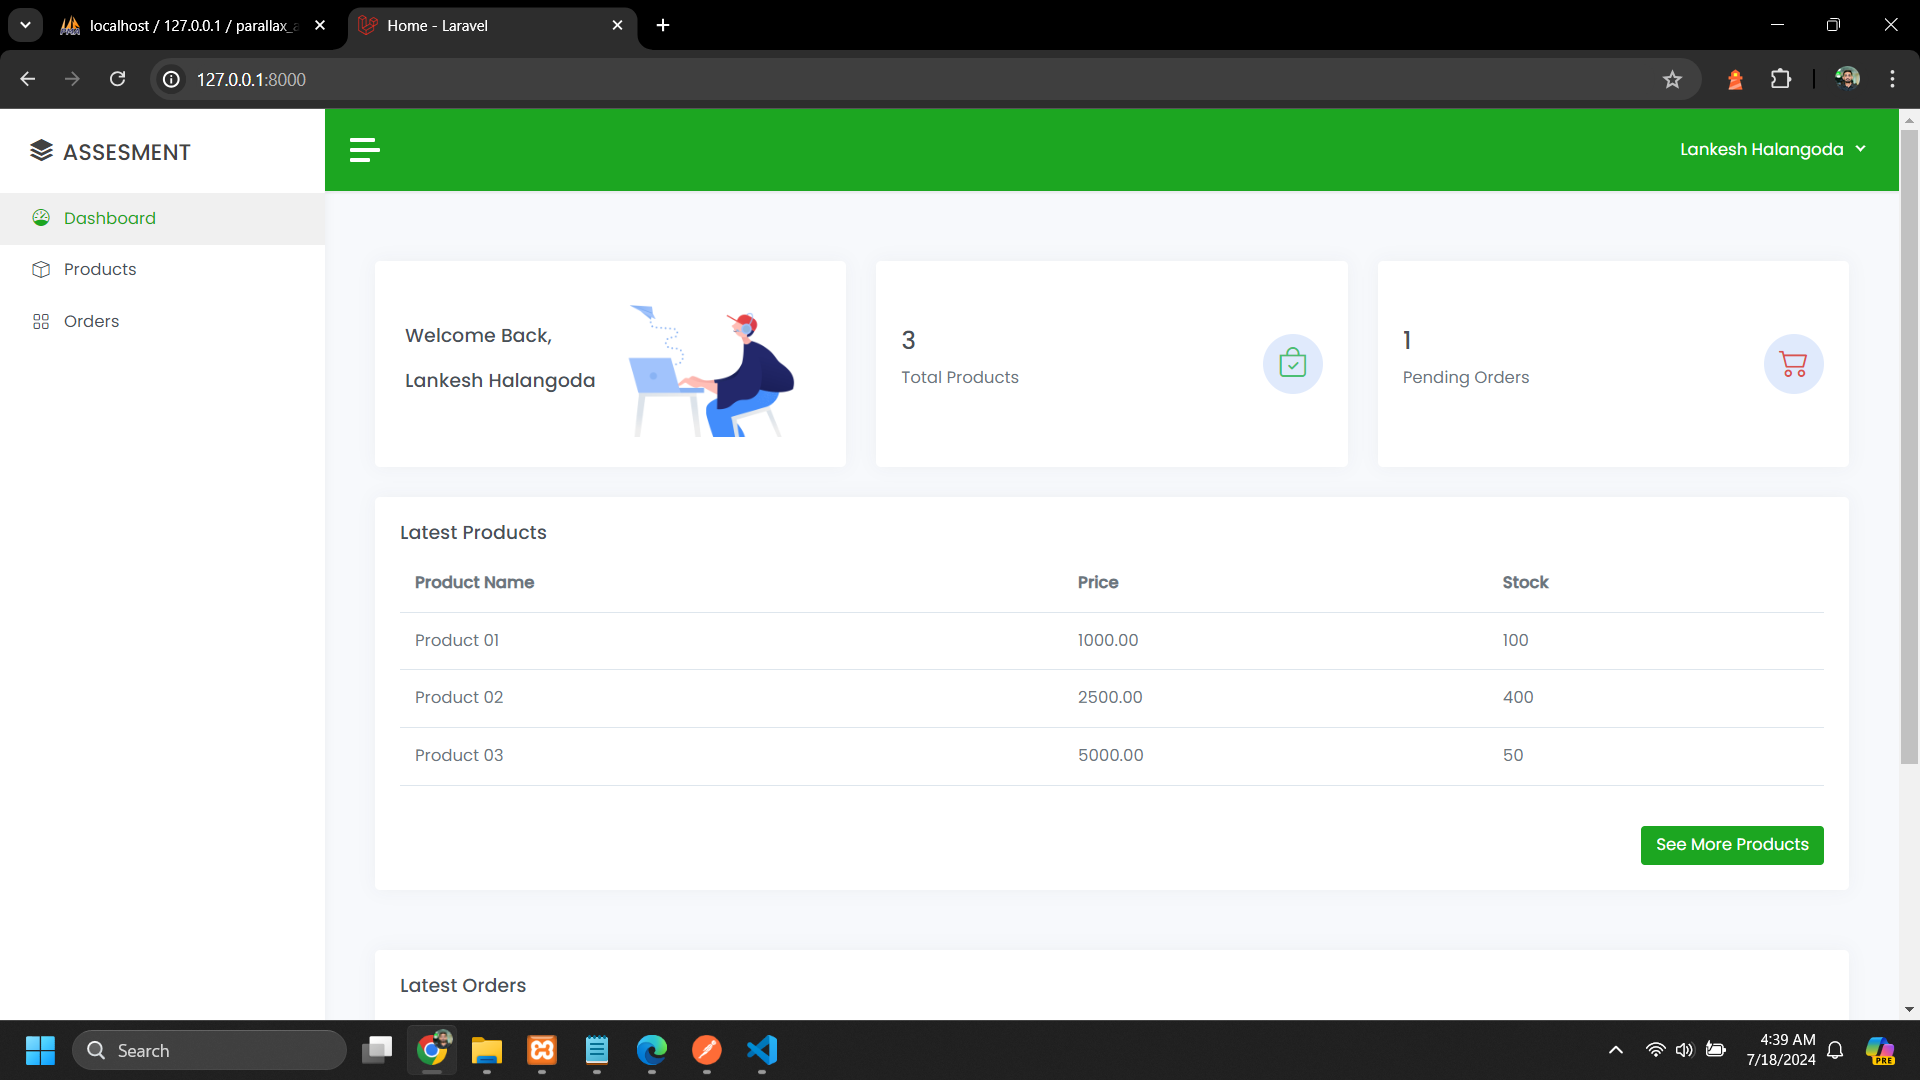 localhost / 127.0.0.1 / parallax_a
Home - Laravel
127.0.0.1:8000
ASSESMENT
Lankesh Halangoda
Dashboard
Products
Orders
Welcome Back,
Lankesh Halangoda
3
Total Products
1
Pending Orders
Latest Products
Product Name Price Stock
Product 01 1000.00 100
Product 02 2500.00 400
Product 03 5000.00 50
See More Products
Latest Orders
Search
4:39 AM
7/18/2024
PRE